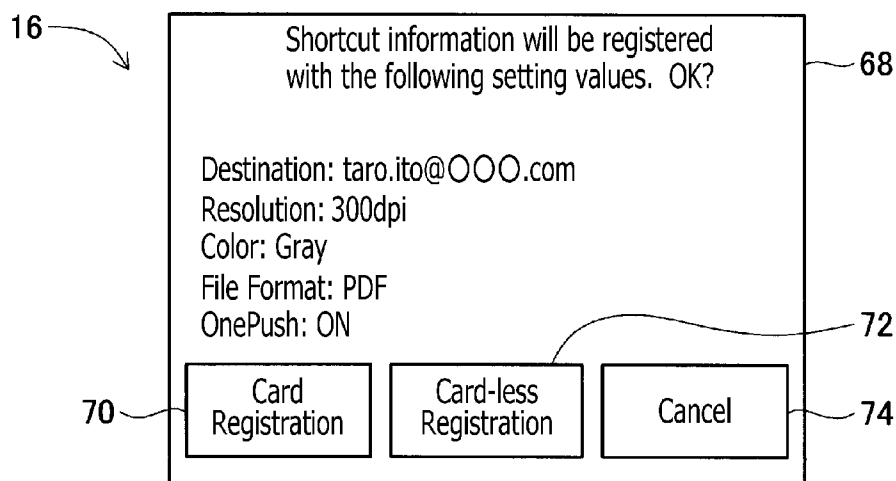 16
Shortcut information will be registered
with the following setting values. OK?
68
Destination: taro.ito@○○○.com
Resolution: 300dpi
Color: Gray
File Format: PDF
OnePush: ON
72
70
Card
Registration
Card-less
Registration
Cancel
74